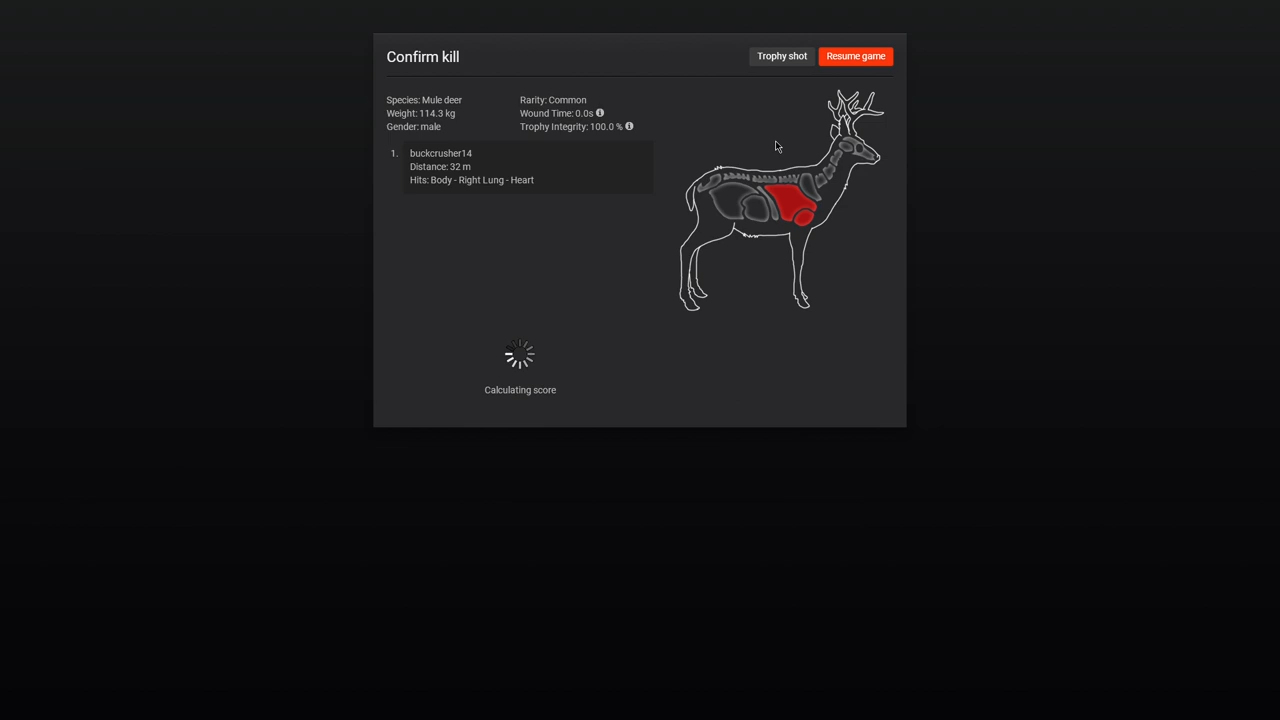 Confirm kill
Trophy shot
Resume game
Species: Mule deer
Rarity: Common
Weight: 114.3 kg
Wound Time: 0.0s
Gender: male
Trophy Integrity: 100.0 %
1. buckcrusher14
Distance: 32 m
Hits: Body - Right Lung - Heart
Calculating score